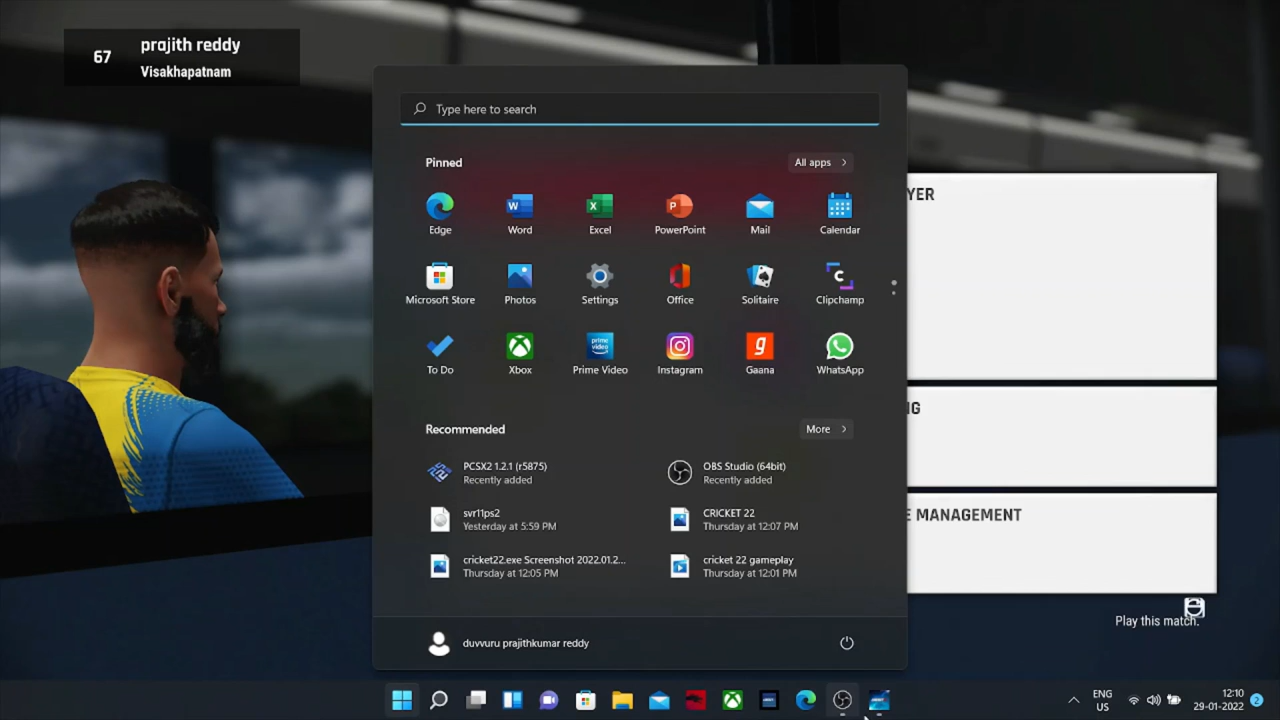 67
prajith reddy
Visakhapatnam
Type here to search
Pinned
All apps
Edge
Word
Excel
PowerPoint
Mail
Calendar
Microsoft Store
Photos
Settings
Office
Solitaire
Clipchamp
To Do
Xbox
prime video
Prime Video
Instagram
Gaana
WhatsApp
Recommended
More
PCSX2 1.2.1 (r5875)
Recently added
OBS Studio (64bit)
Recently added
svr11ps2
Yesterday at 5:59 PM
CRICKET 22
Thursday at 12:07 PM
cricket22.exe Screenshot 2022.01.2...
Thursday at 12:05 PM
cricket 22 gameplay
Thursday at 12:01 PM
duvvuru prajithkumar reddy
YER
G
E MANAGEMENT
Play this match.
ENG
US
12:10
29-01-2022
2